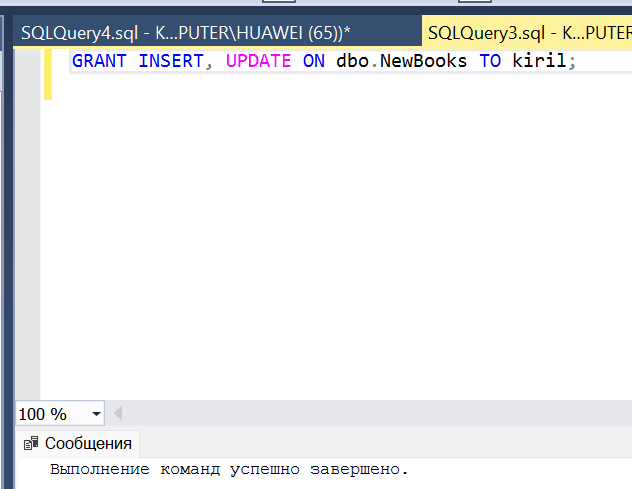 SQLQuery4.sql - K...PUTER\HUAWEI (65))*
SQLQuery3.sql - K...PUTER
GRANT INSERT, UPDATE ON dbo.NewBooks TO kiril;
100 %
Сообщения
Выполнение команд успешно завершено.